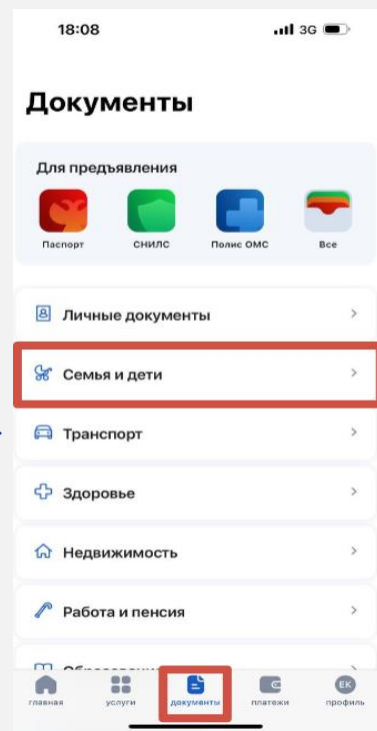 18:08 3G
Документы
Для предъявления
Паспорт СНИЛС Полис ОМС Все
Личные документы
Семья и дети
Транспорт
Здоровье
Недвижимость
Работа и пенсия
ЕК
главная услуги документы платежи профиль